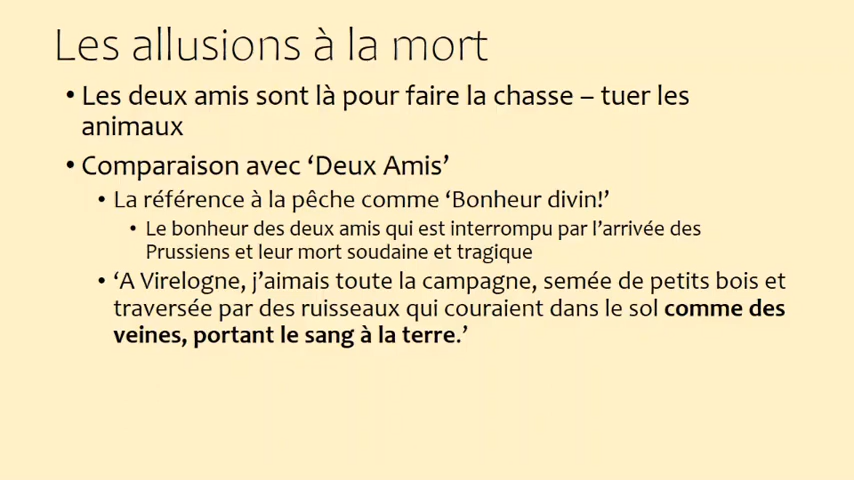 Les allusions à la mort
• Les deux amis sont là pour faire la chasse – tuer les
animaux
• Comparaison avec ‘Deux Amis’
• La référence à la pêche comme ‘Bonheur divin!’
• Le bonheur des deux amis qui est interrompu par l’arrivée des
Prussiens et leur mort soudaine et tragique
• ‘A Virelogne, j’aimais toute la campagne, semée de petits bois et
traversée par des ruisseaux qui couraient dans le sol comme des
veines, portant le sang à la terre.’